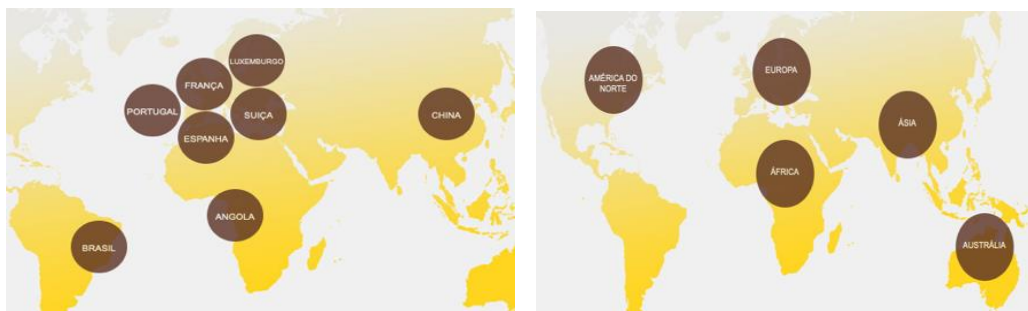 LUXEMBURGO
FRANÇA
PORTUGAL
SUIÇA
CHINA
ESPANHA
ANGOLA
BRASIL
AMÉRICA DO
NORTE
EUROPA
ÁSIA
ÁFRICA
AUSTRÁLIA